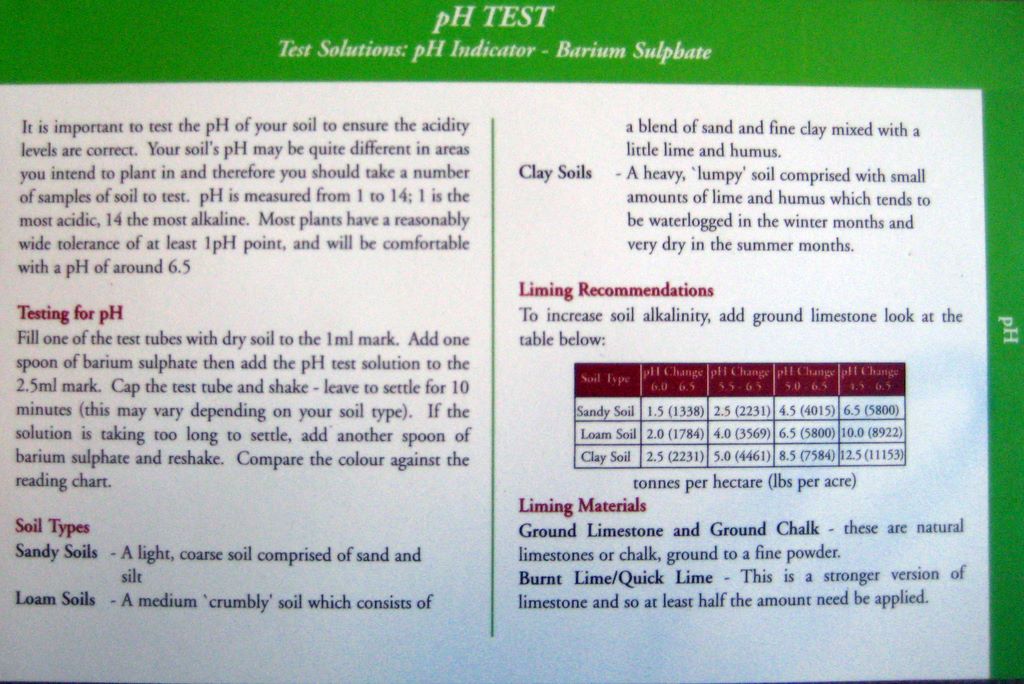 pH TEST
Test Solutions: pH Indicator - Barium Sulphate
It is important to test the pH of your soil to ensure the acidity
levels are correct. Your soil's pH may be quite different in areas
you intend to plant in and therefore you should take a number
of samples of soil to test. pH is measured from 1 to 14; 1 is the
most acidic, 14 the most alkaline. Most plants have a reasonably
wide tolerance of at least 1pH point, and will be comfortable
with a pH of around 6.5
Testing for pH
Fill one of the test tubes with dry soil to the 1ml mark. Add one
spoon of barium sulphate then add the pH test solution to the
2.5ml mark. Cap the test tube and shake - leave to settle for 10
minutes (this may vary depending on your soil type). If the
solution is taking too long to settle, add another spoon of
barium sulphate and reshake. Compare the colour against the
reading chart.
Soil Types
Sandy Soils - A light, coarse soil comprised of sand and
silt
Loam Soils - A medium `crumbly' soil which consists of
a blend of sand and fine clay mixed with a
little lime and humus.
Clay Soils - A heavy, `lumpy' soil comprised with small
amounts of lime and humus which tends to
be waterlogged in the winter months and
very dry in the summer months.
Liming Recommendations
To increase soil alkalinity, add ground limestone look at the
table below:
Soil Type pH Change pH Change pH Change pH Change
6.0 - 6.5 5.5 - 6.5 5.0 - 6.5 4.5 - 6.5
Sandy Soil 1.5 (1338) 2.5 (2231) 4.5 (4015) 6.5 (5800)
Loam Soil 2.0 (1784) 4.0 (3569) 6.5 (5800) 10.0 (8922)
Clay Soil 2.5 (2231) 5.0 (4461) 8.5 (7584) 12.5 (11153)
tonnes per hectare (lbs per acre)
Liming Materials
Ground Limestone and Ground Chalk - these are natural
limestones or chalk, ground to a fine powder.
Burnt Lime/Quick Lime - This is a stronger version of
limestone and so at least half the amount need be applied.
pH